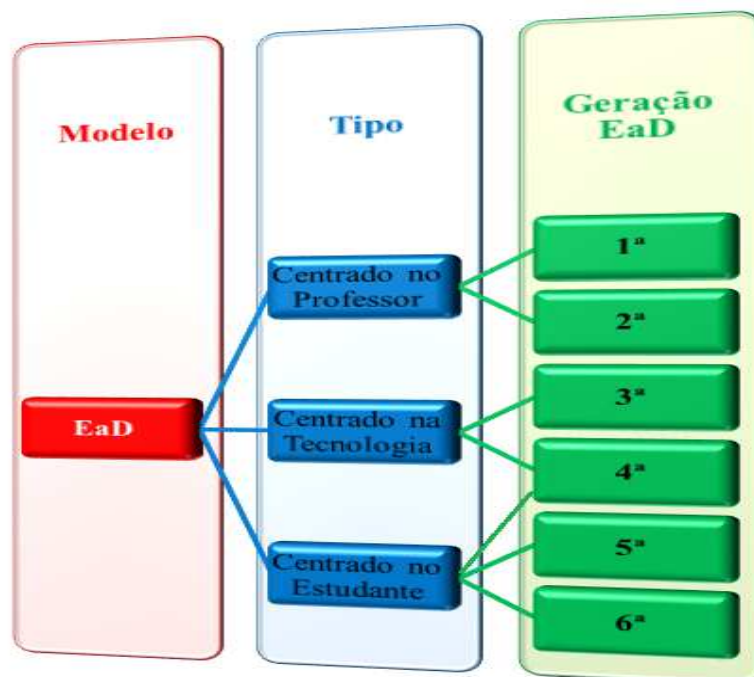 Modelo
Tipo
Geração
EaD
EaD
Centrado no
Professor
Centrado na
Tecnologia
Centrado no
Estudante
1ª
2ª
3ª
4ª
5ª
6ª